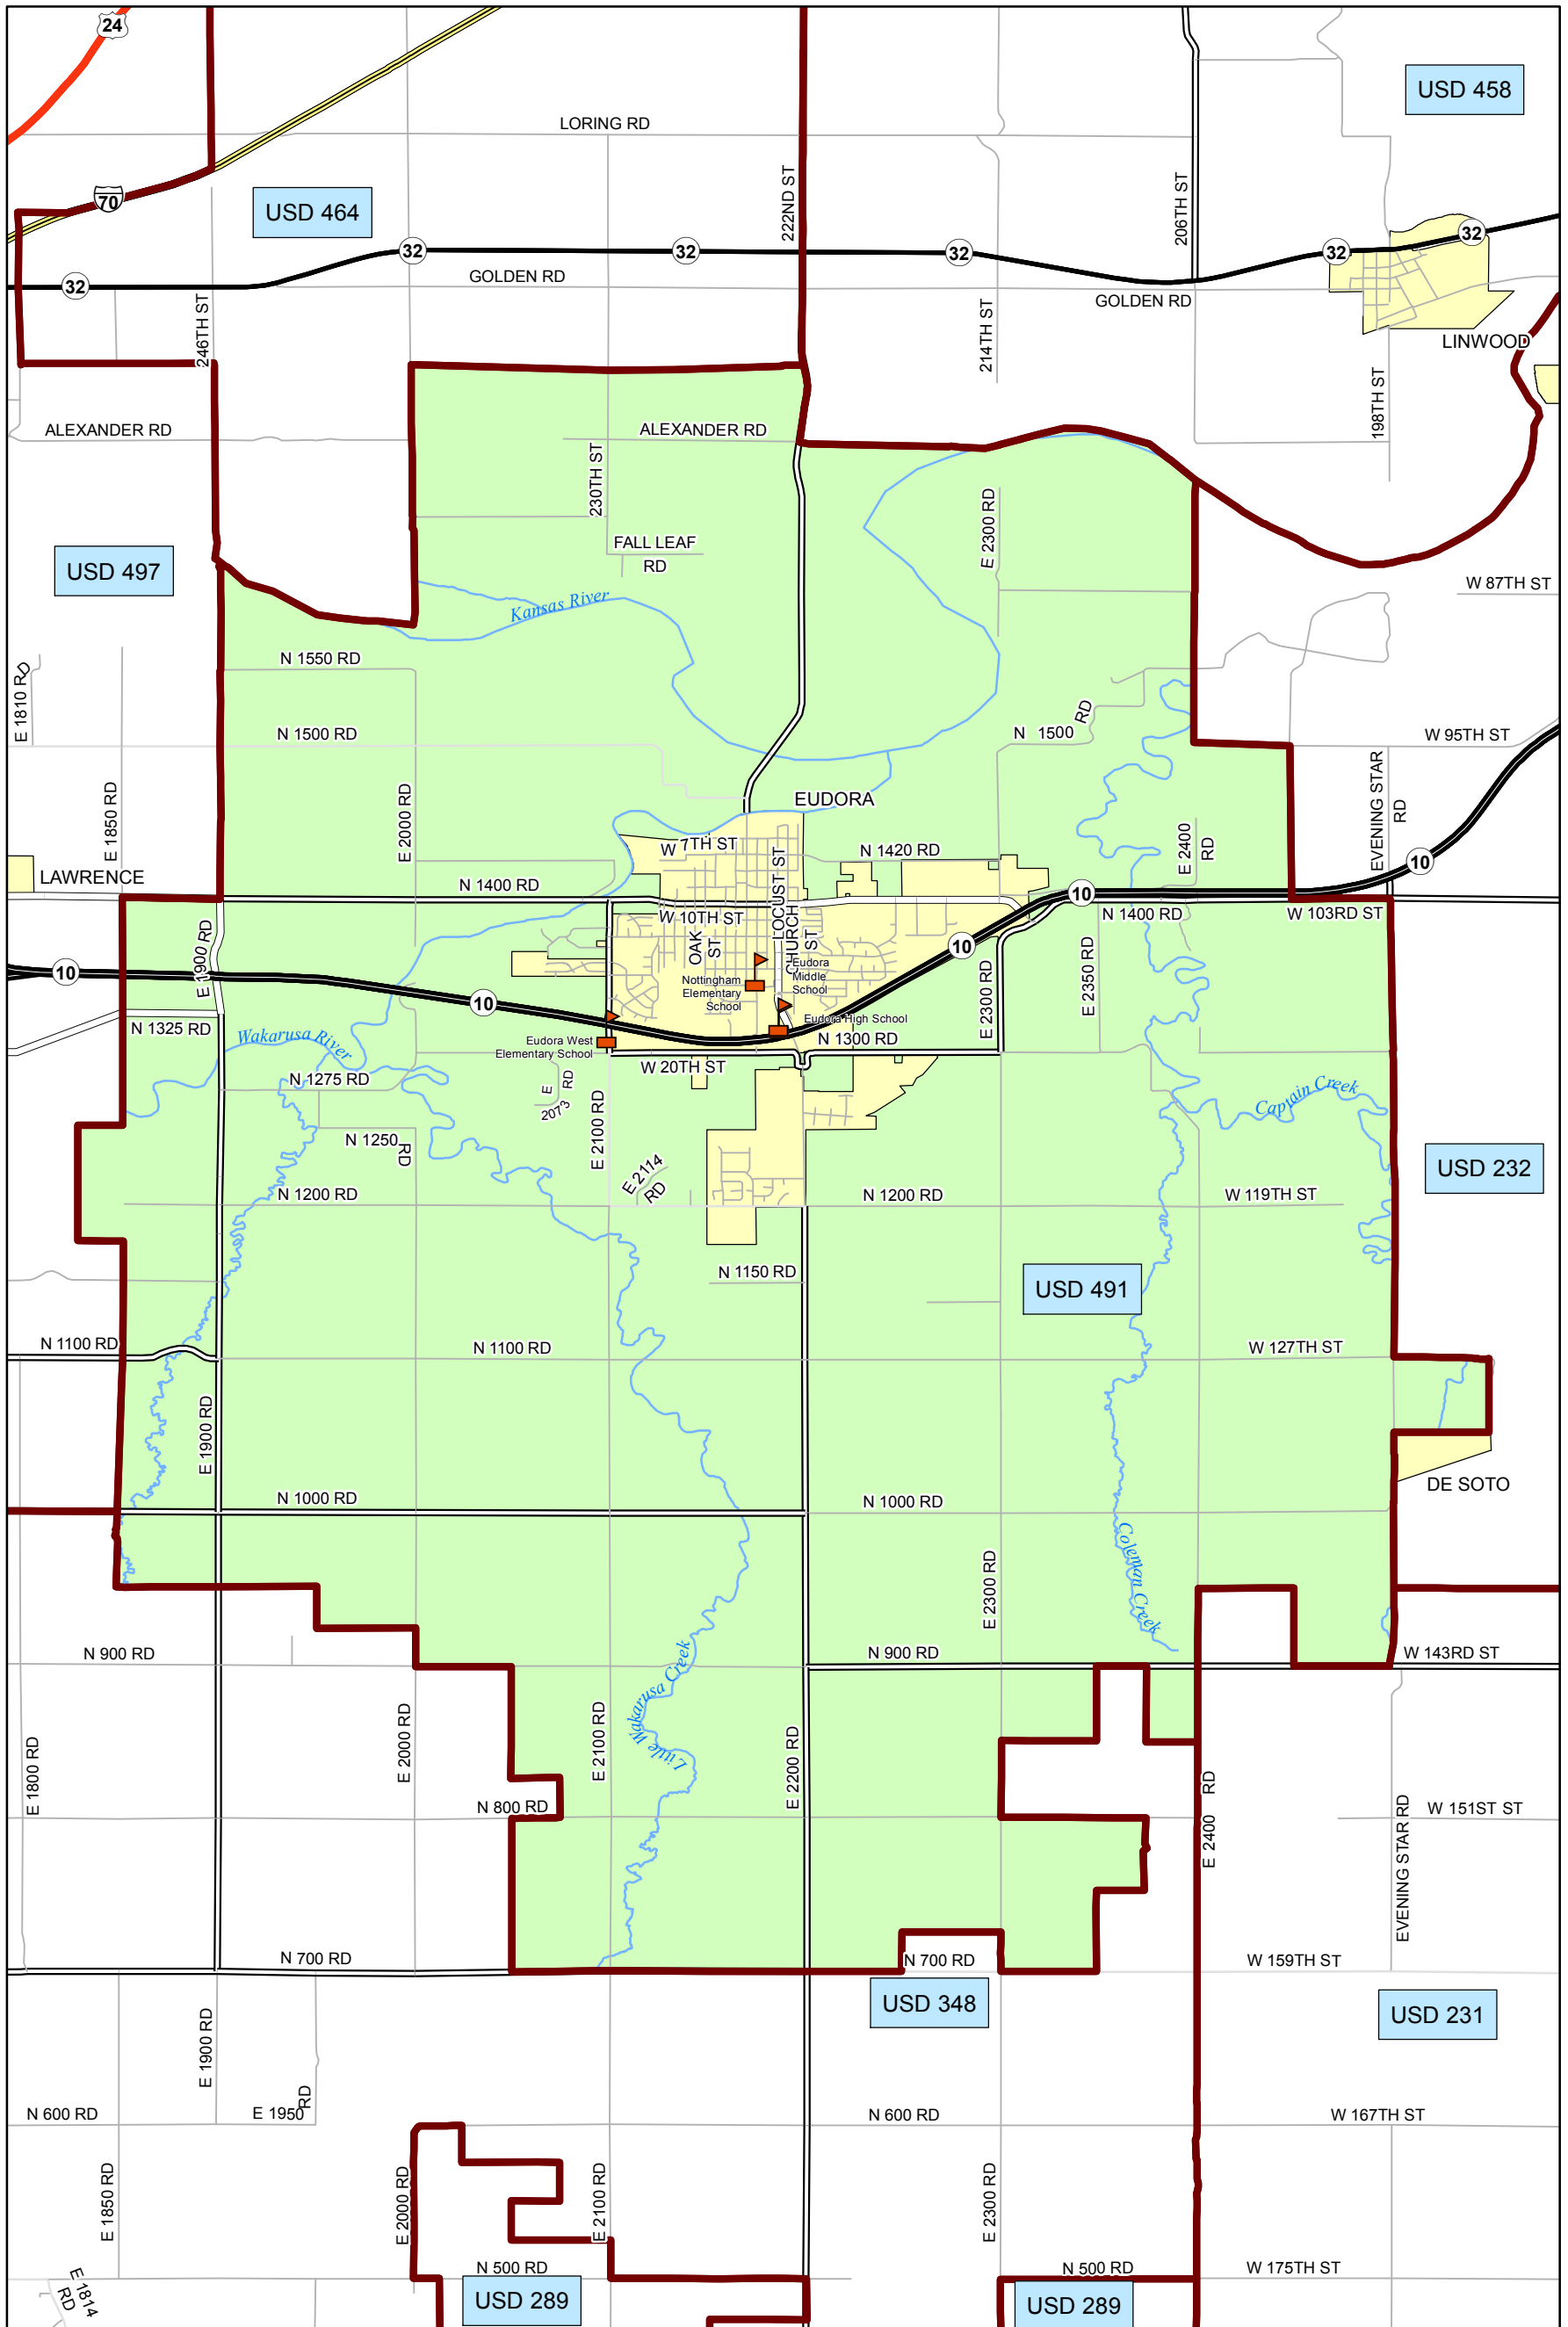 24
USD 458
LORING RD
70
USD 464
222ND ST
206TH ST
32
32
32
32
32
32
GOLDEN RD
GOLDEN RD
246TH ST
214TH ST
LINWOOD
198TH ST
ALEXANDER RD
ALEXANDER RD
230TH ST
E 2300 RD
FALL LEAF
RD
USD 497
W 87TH ST
Kansas River
N 1550 RD
E 1810 RD
N 1500 RD
N 1500
RD
W 95TH ST
EVENING STAR
RD
E 1850 RD
E 2000 RD
EUDORA
W 7TH ST
N 1420 RD
E 2400
RD
10
LAWRENCE
N 1400 RD
LOCUST ST
10
W 10TH ST
N 1400 RD
W 103RD ST
OAK
ST
CHURCH
ST
E 1900 RD
10
10
10
Nottingham
Elementary
School
Eudora
Middle
School
E 2300 RD
E 2350 RD
N 1325 RD
Eudora High School
Wakarusa River
Eudora West
Elementary School
N 1300 RD
W 20TH ST
N 1275 RD
E
RD
2073
E 2100 RD
Captain Creek
N 1250
RD
E 2114
RD
USD 232
N 1200 RD
N 1200 RD
W 119TH ST
N 1150 RD
USD 491
N 1100 RD
N 1100 RD
W 127TH ST
E 1900 RD
DE SOTO
N 1000 RD
N 1000 RD
Coleman Creek
E 2300 RD
N 900 RD
N 900 RD
W 143RD ST
Little Wakarusa Creek
E 1800 RD
E 2000 RD
E 2100 RD
E 2200 RD
E 2400 RD
N 800 RD
W 151ST ST
EVENING STAR RD
N 700 RD
N 700 RD
W 159TH ST
USD 348
USD 231
E 1900 RD
N 600 RD
E 1950
RD
N 600 RD
W 167TH ST
E 1850 RD
E 2000 RD
E 2100 RD
E 2300 RD
N 500 RD
N 500 RD
W 175TH ST
E 1814
RD
USD 289
USD 289